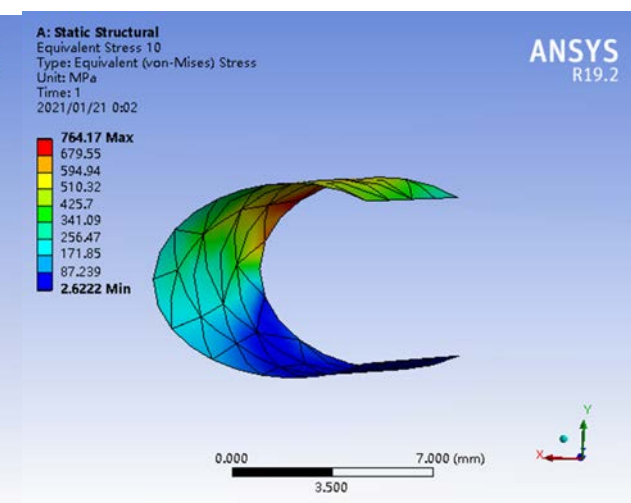 A: Static Structural
Equivalent Stress 10
Type: Equivalent (von-Mises) Stress
Unit: MPa
Time: 1
2021/01/21 0:02
ANSYS
R19.2
764.17 Max
679.55
594.94
510.32
425.7
341.09
256.47
171.85
87.239
2.6222 Min
Y
X
0.000
7.000 (mm)
3.500